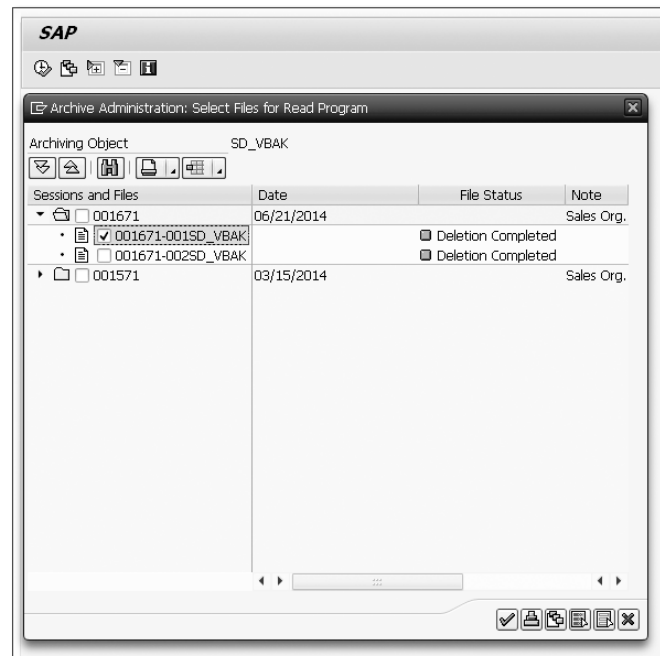 SAP
Archive Administration: Select Files for Read Program
Archiving Object SD_VBAK
Sessions and Files Date File Status Note
001671 06/21/2014 Sales Org.
001671-001SD_VBAK Deletion Completed
001671-002SD_VBAK Deletion Completed
001571 03/15/2014 Sales Org.